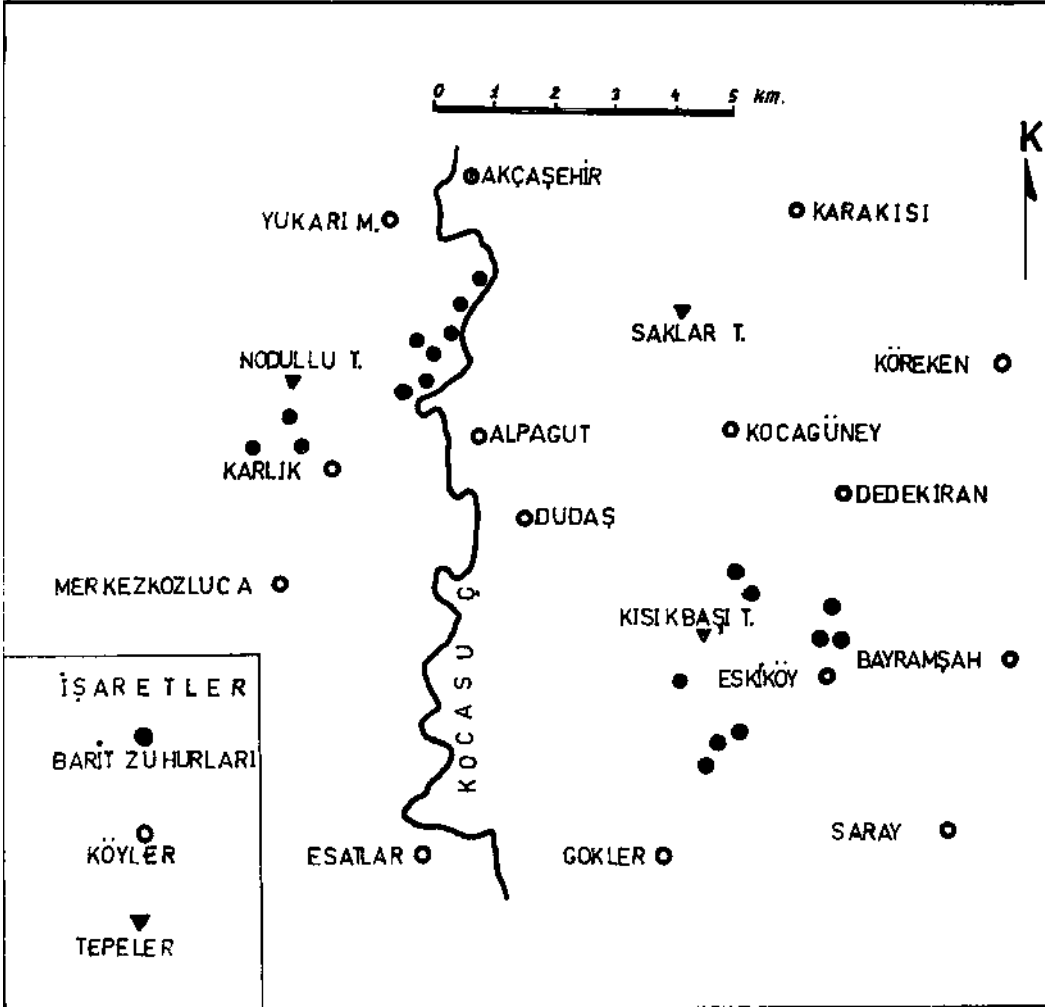 0 1 2 3 4 5 km.
K
AKÇAŞEHİR
YUKARI M.
KARAKISI
SAKLAR T.
NODULLU T.
KÖREKEN
ALPAGUT
KOCAGÜNEY
KARLIK
DEDEKIRAN
DUDAŞ
MERKEZKOZLUCA
KISIKBAŞI T.
BAYRAMŞAH
ESKİKÖY
KOCASU Ç
SARAY
ESATLAR
GOKLER
İŞARETLER
BARİT ZUHURLARI
KÖYLER
TEPELER